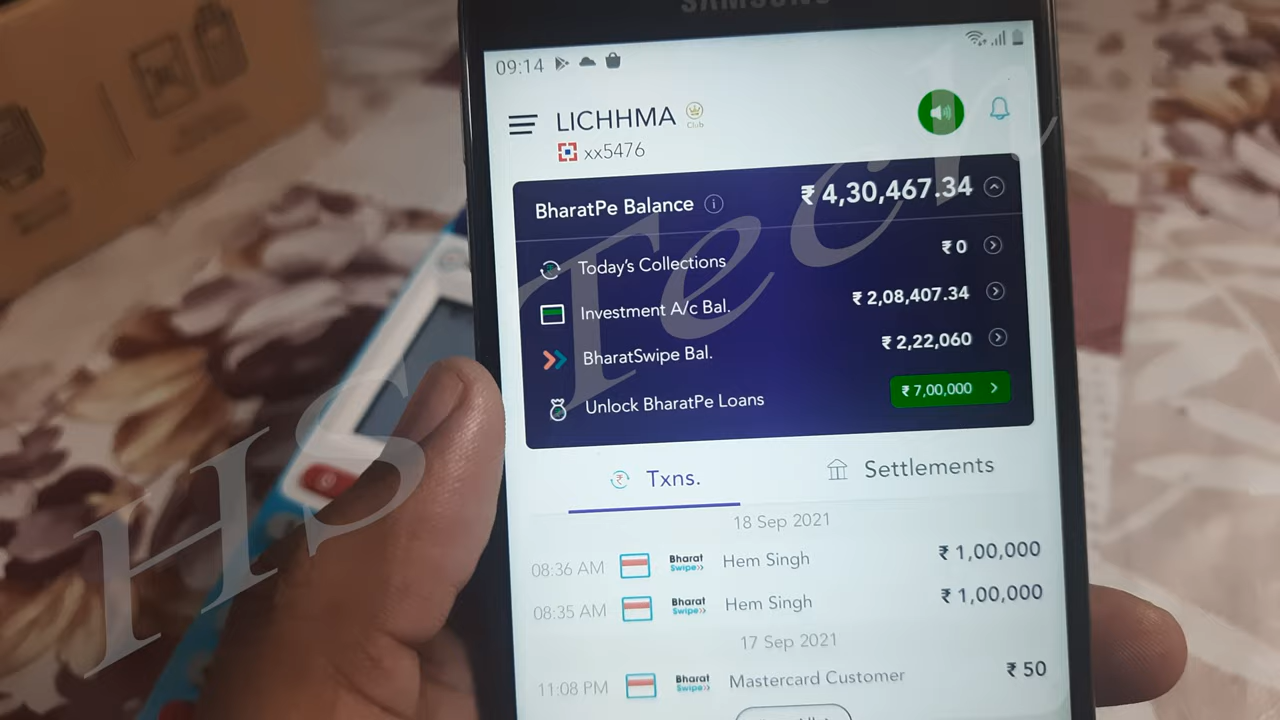 SAMSUNG
09:14
LICHHMA Club
xx5476
BharatPe Balance ₹ 4,30,467.34
Today's Collections ₹ 0
Investment A/c Bal. ₹ 2,08,407.34
BharatSwipe Bal. ₹ 2,22,060
Unlock BharatPe Loans ₹ 7,00,000
Txns. Settlements
18 Sep 2021
08:36 AM Bharat Swipe>> Hem Singh ₹ 1,00,000
08:35 AM Bharat Swipe>> Hem Singh ₹ 1,00,000
17 Sep 2021
11:08 PM Bharat Swipe>> Mastercard Customer ₹ 50
HS Tech